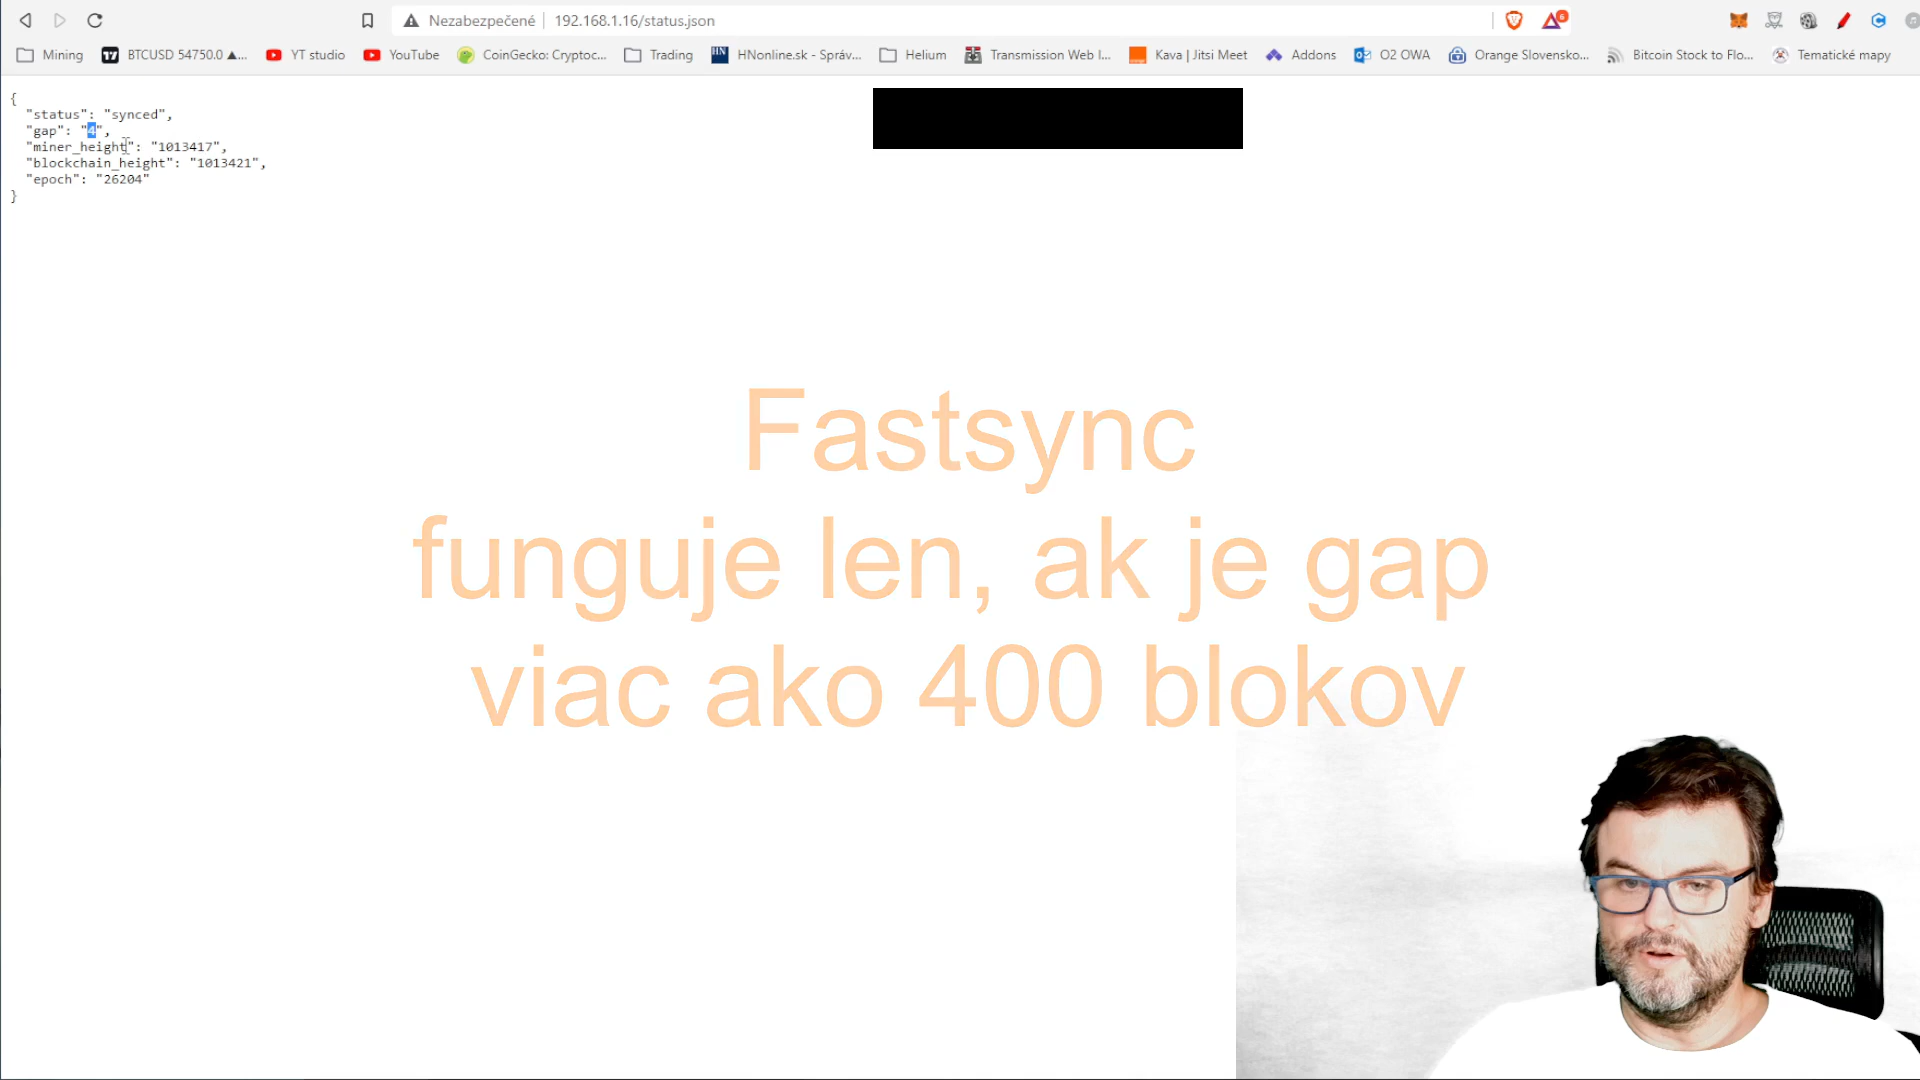 Nezabezpečené 192.168.1.16/status.json 6
Mining BTCUSD 54750.0 ▲... YT studio YouTube CoinGecko: Cryptoc... Trading HN HNonline.sk - Správ... Helium Transmission Web I... Kava | Jitsi Meet Addons O2 OWA Orange Slovensko... Bitcoin Stock to Flo... Tematické mapy
{
"status": "synced",
"gap": "4",
"miner_height": "1013417",
"blockchain_height": "1013421",
"epoch": "26204"
}
Fastsync
funguje len, ak je gap
viac ako 400 blokov